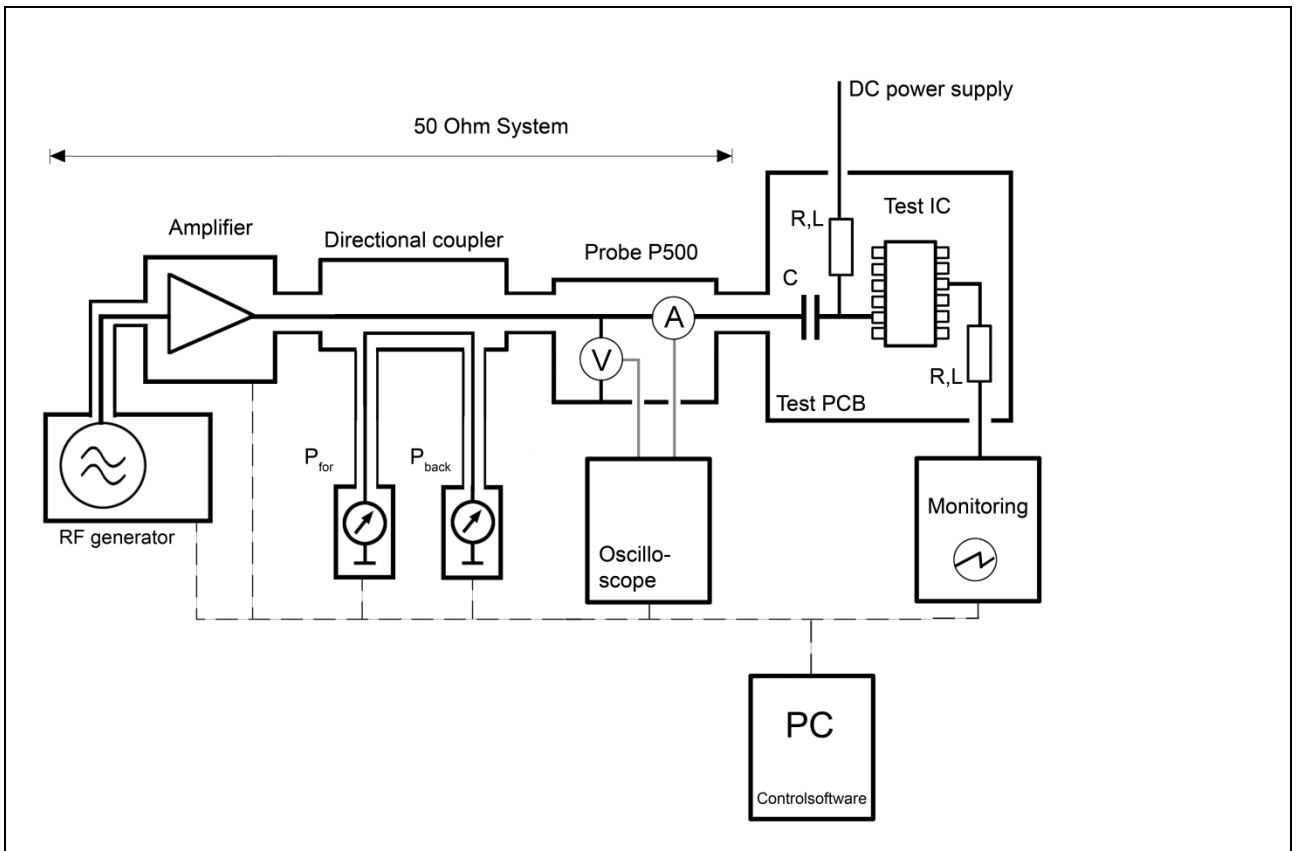 DC power supply
50 Ohm System
Amplifier
Directional coupler
Probe P500
R,L
Test IC
C
A
V
R,L
Test PCB
P for
P back
RF generator
Oscillo-
scope
Monitoring
PC
Controlsoftware